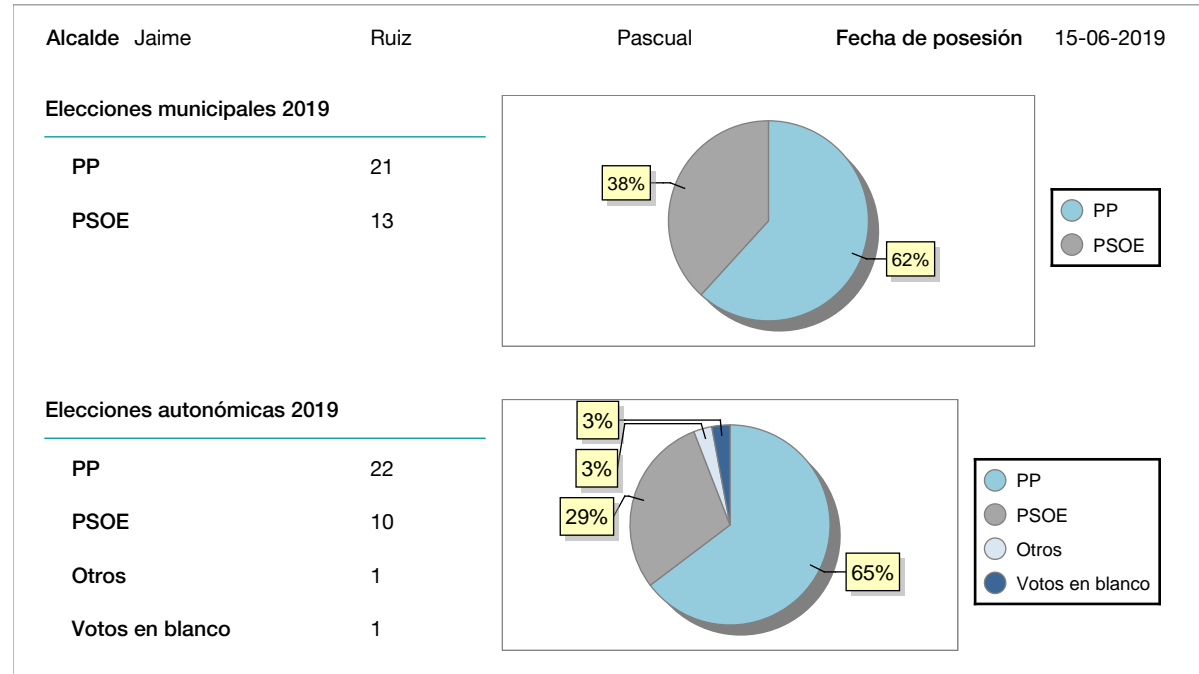 Alcalde Jaime Ruiz Pascual Fecha de posesión 15-06-2019
Elecciones municipales 2019
PP 21
PSOE 13
38%
62%
PP
PSOE
Elecciones autonómicas 2019
PP 22
PSOE 10
Otros 1
Votos en blanco 1
3%
3%
29%
65%
PP
PSOE
Otros
Votos en blanco